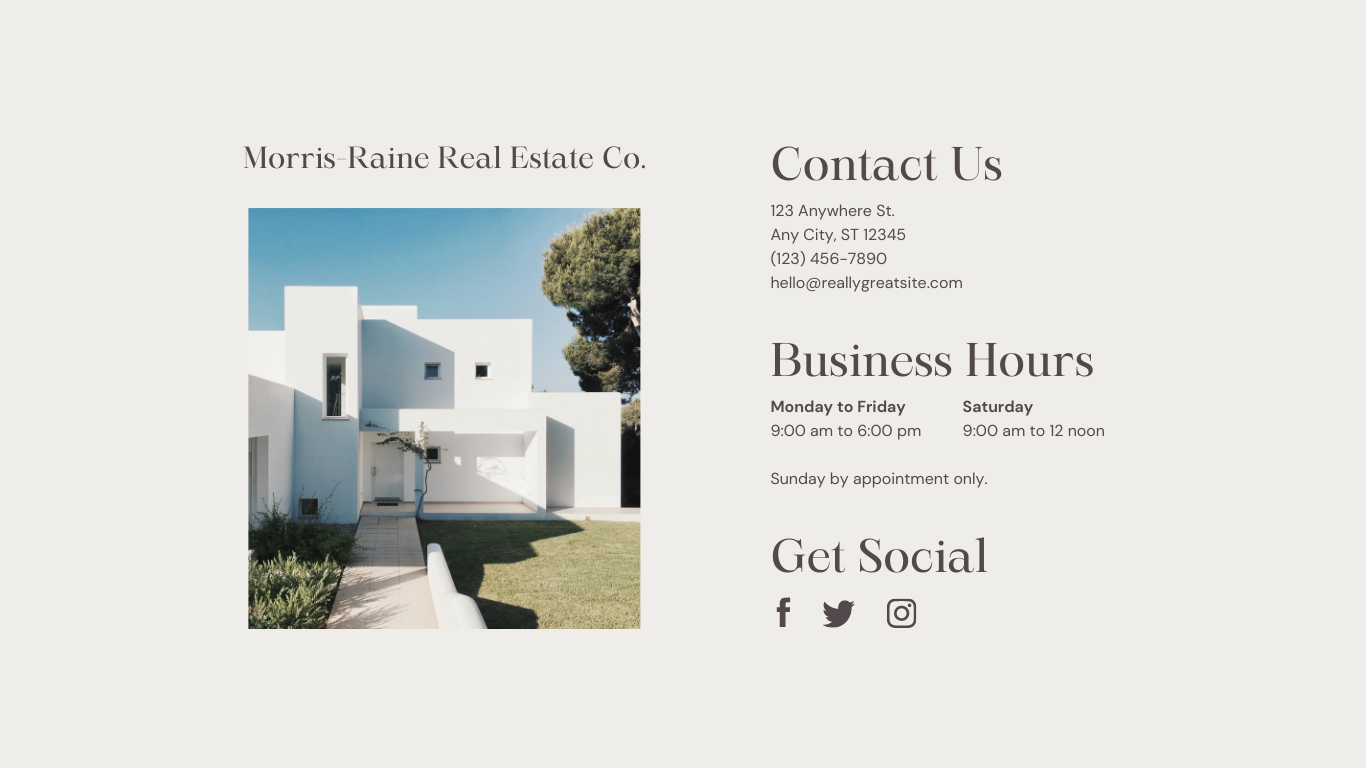 Morris-Raine Real Estate Co.
Contact Us
123 Anywhere St.
Any City, ST 12345
(123) 456-7890
hello@reallygreatsite.com
Business Hours
Monday to Friday
9:00 am to 6:00 pm
Saturday
9:00 am to 12 noon
Sunday by appointment only.
Get Social